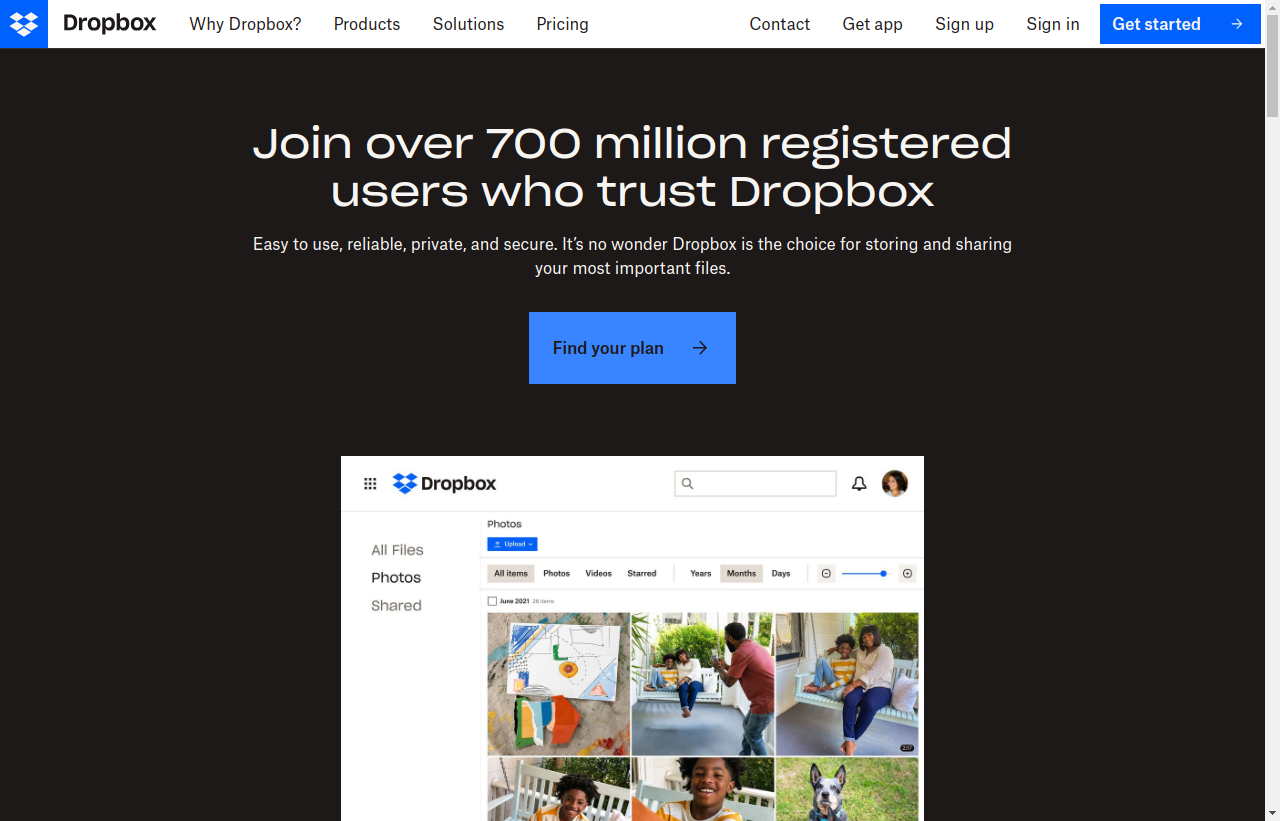 Dropbox
Why Dropbox?
Products
Solutions
Pricing
Contact
Get app
Sign up
Sign in
Get started
Join over 700 million registered
users who trust Dropbox
Easy to use, reliable, private, and secure. It’s no wonder Dropbox is the choice for storing and sharing
your most important files.
Find your plan
Dropbox
All Files
Photos
Shared
Photos
Upload
All items
Photos
Videos
Starred
Years
Months
Days
June 2021 26 items
2:17